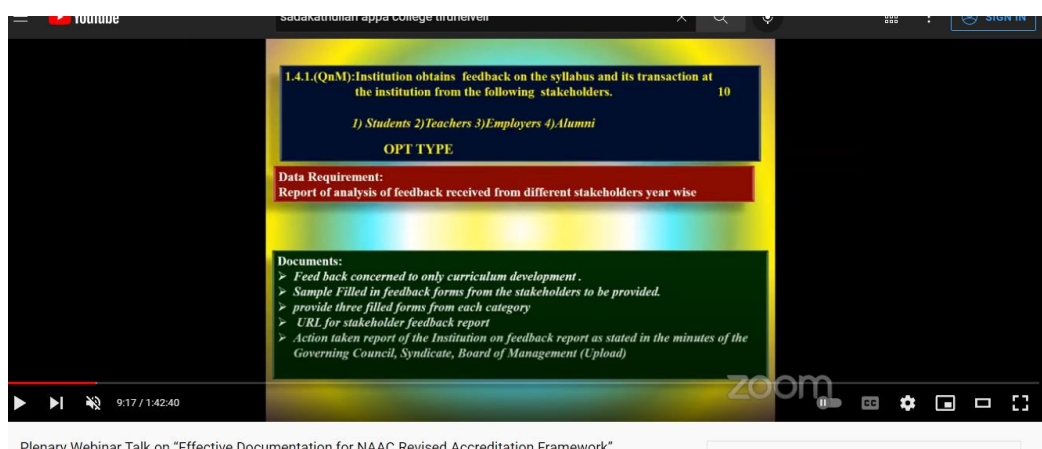 YouTube
sadakathullah appa college tirunelveli
SIGN IN
1.4.1.(QnM):Institution obtains feedback on the syllabus and its transaction at
the institution from the following stakeholders. 10
1) Students 2)Teachers 3)Employers 4)Alumni
OPT TYPE
Data Requirement:
Report of analysis of feedback received from different stakeholders year wise
Documents:
➢ Feed back concerned to only curriculum development .
➢ Sample Filled in feedback forms from the stakeholders to be provided.
➢ provide three filled forms from each category
➢ URL for stakeholder feedback report
➢ Action taken report of the Institution on feedback report as stated in the minutes of the
Governing Council, Syndicate, Board of Management (Upload)
zoom
9:17 / 1:42:40
CC
Plenary Webinar Talk on "Effective Documentation for NAAC Revised Accreditation Framework"